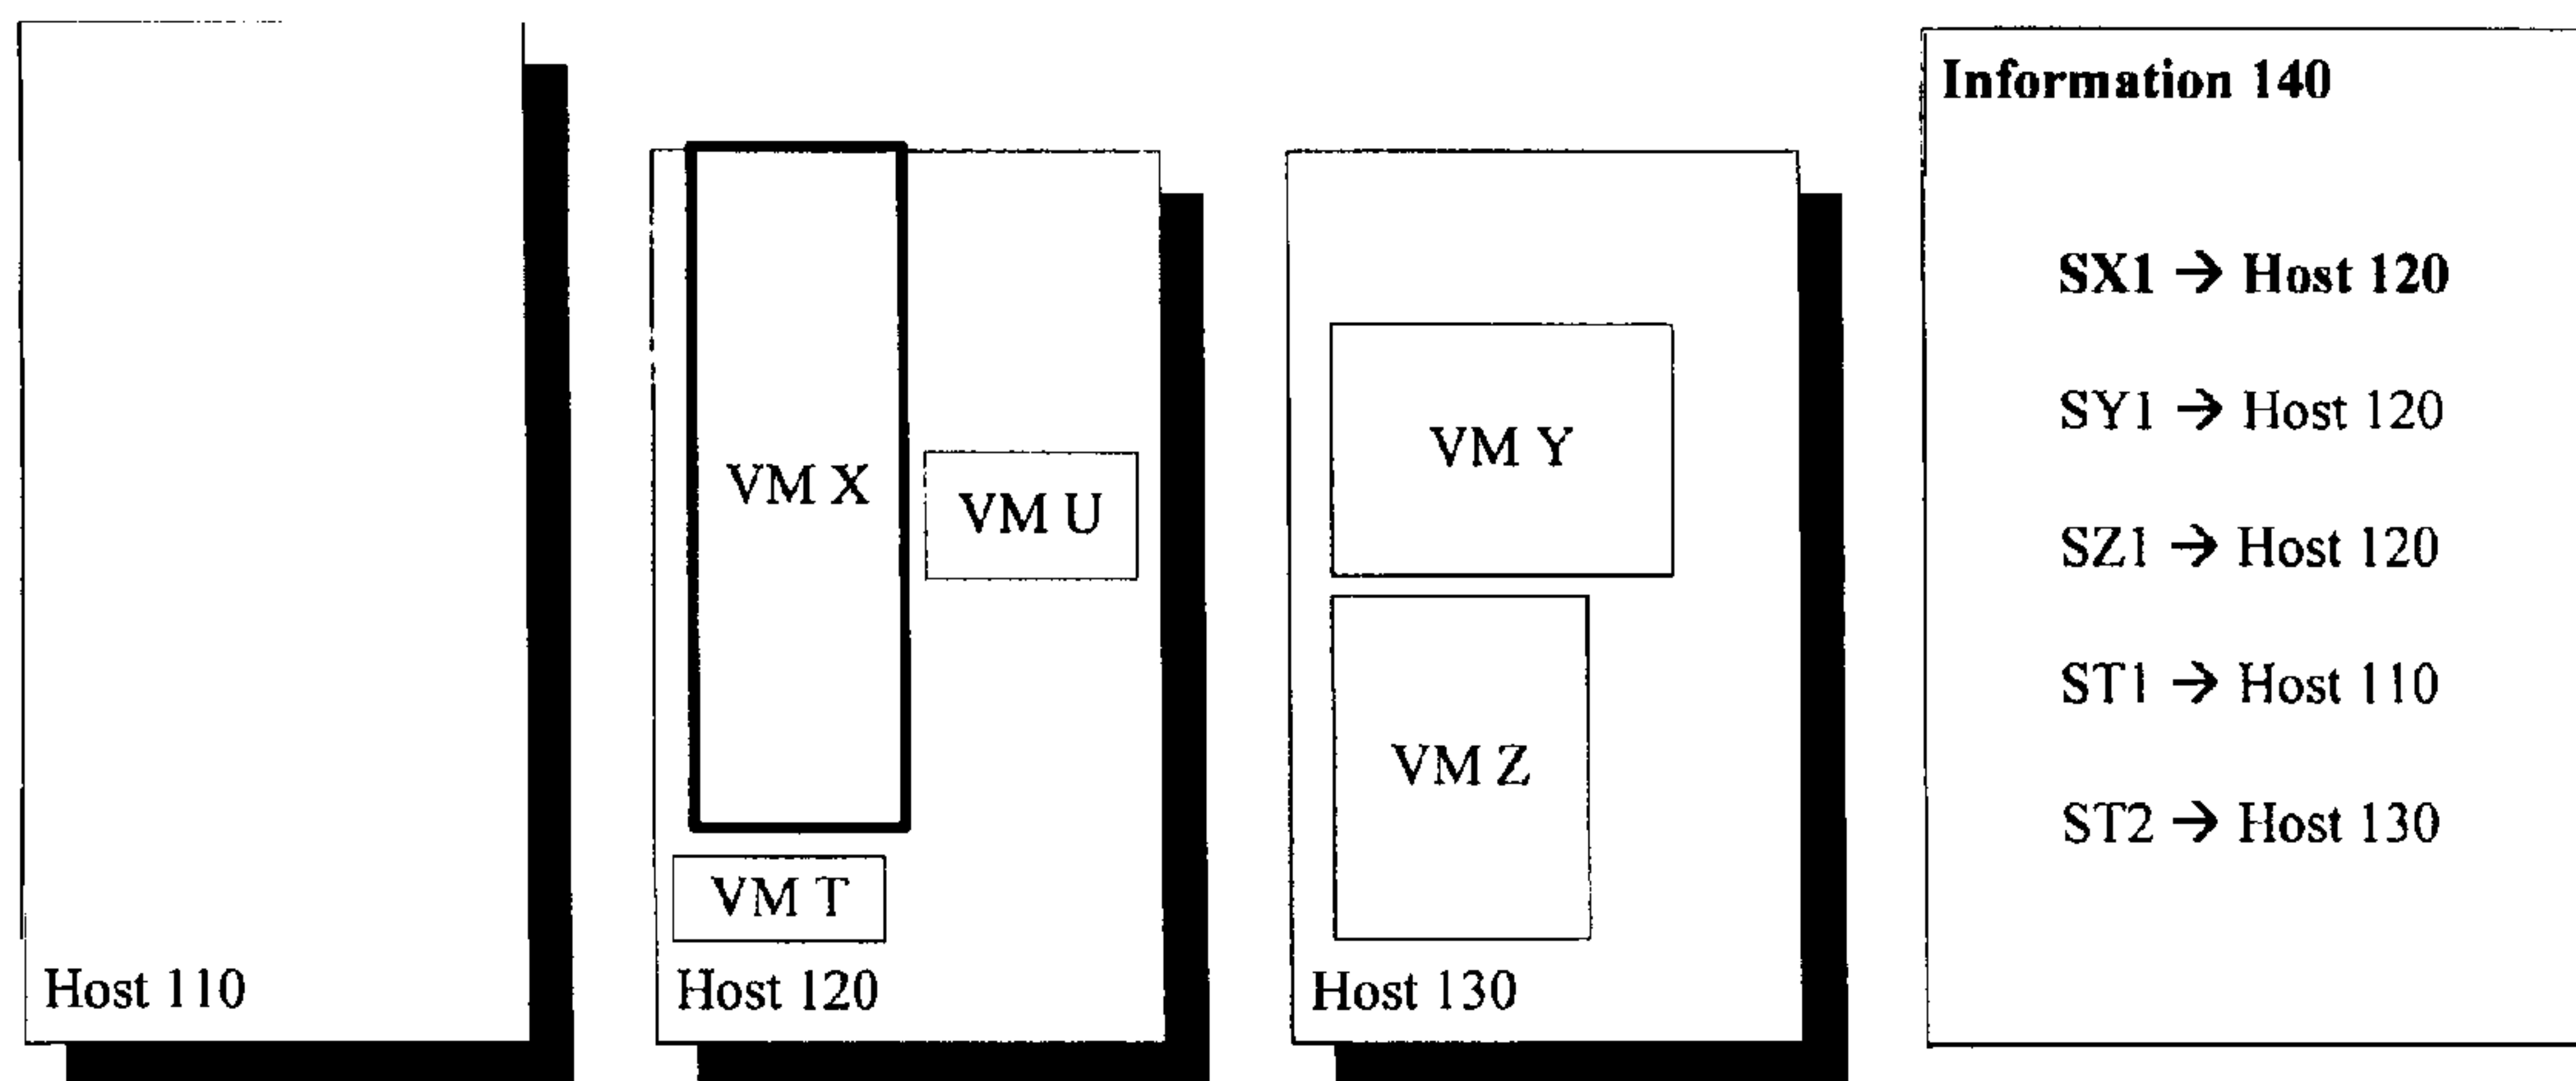 Host 110
VM X
VM U
VM T
Host 120
VM Y
VM Z
Host 130
Information 140
SX1 → Host 120
SY1 → Host 120
SZ1 → Host 120
ST1 → Host 110
ST2 → Host 130